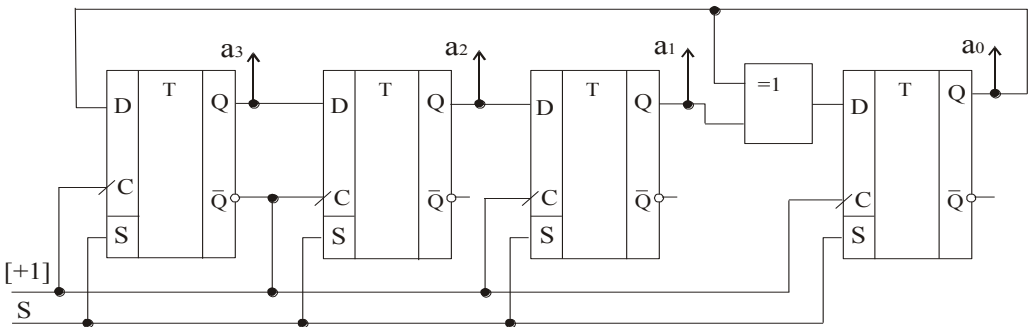 a3 a2 a1 a0
T Q T Q T Q =1 T Q
D D D D
C Q̅ C Q̅ C Q̅ C Q̅
S S S S
[+1]
S